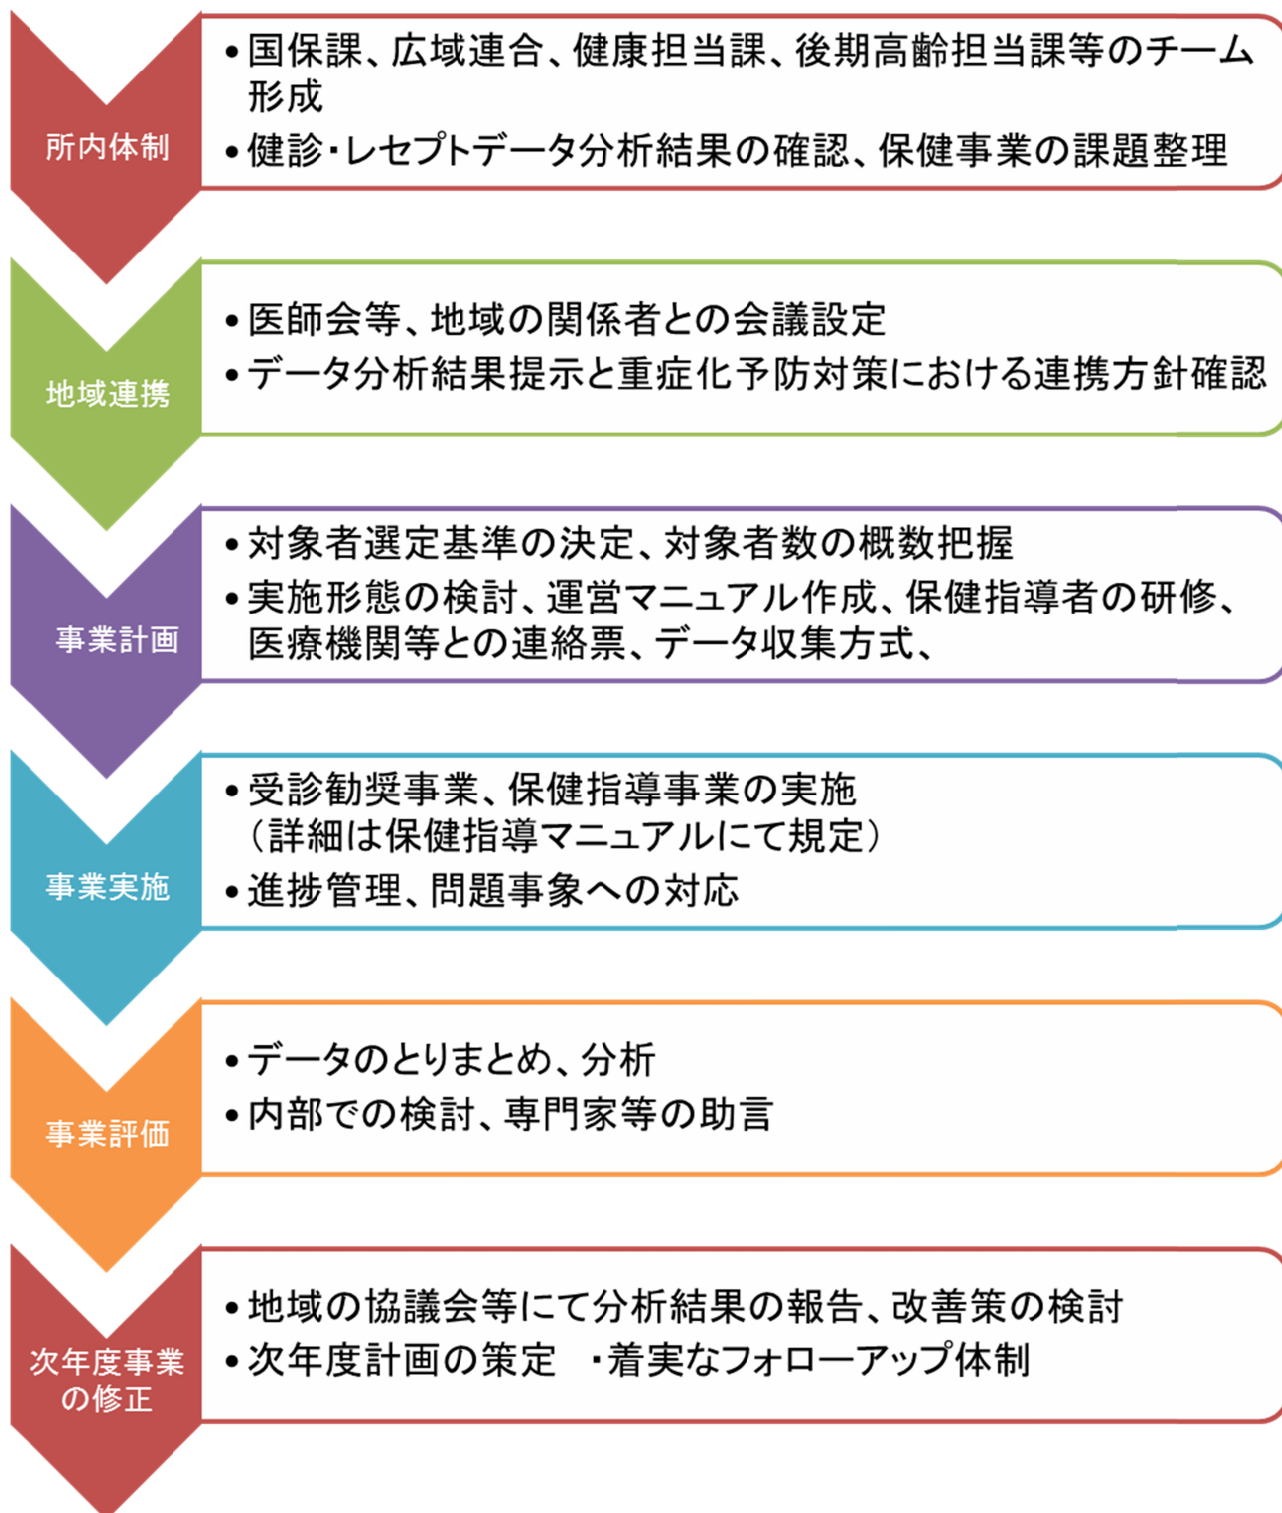 所内体制
•国保課、広域連合、健康担当課、後期高齢担当課等のチーム
形成
•健診・レセプトデータ分析結果の確認、保健事業の課題整理
地域連携
•医師会等、地域の関係者との会議設定
•データ分析結果提示と重症化予防対策における連携方針確認
事業計画
•対象者選定基準の決定、対象者数の概数把握
•実施形態の検討、運営マニュアル作成、保健指導者の研修、
医療機関等との連絡票、データ収集方式、
事業実施
•受診勧奨事業、保健指導事業の実施
（詳細は保健指導マニュアルにて規定）
•進捗管理、問題事象への対応
事業評価
•データのとりまとめ、分析
•内部での検討、専門家等の助言
次年度事業
の修正
•地域の協議会等にて分析結果の報告、改善策の検討
•次年度計画の策定　・着実なフォローアップ体制